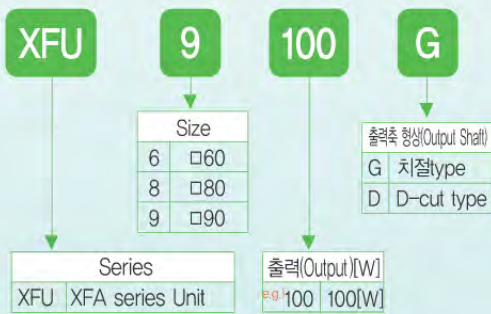 XFU 9 100 G
Size
6 □60
8 □80
9 □90
출력축 형상(Output Shaft)
G 치절type
D D-cut type
Series
XFU XFA series Unit
출력(Output)[W]
e.g.)100 100[W]